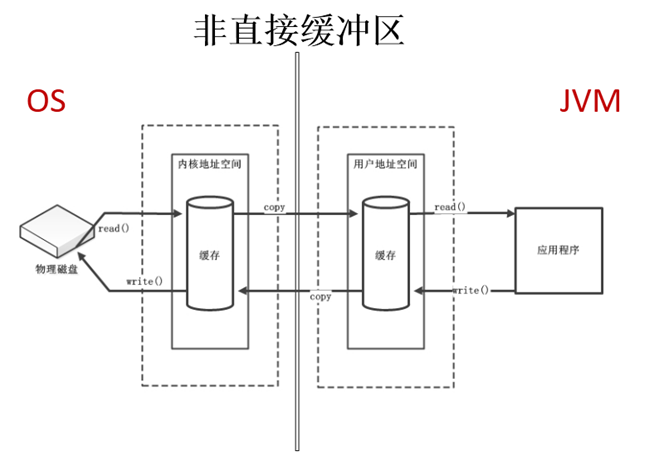 非直接缓冲区
OS
JVM
内核地址空间
用户地址空间
copy
read()
read()
缓存
缓存
应用程序
物理磁盘
write()
copy
write()